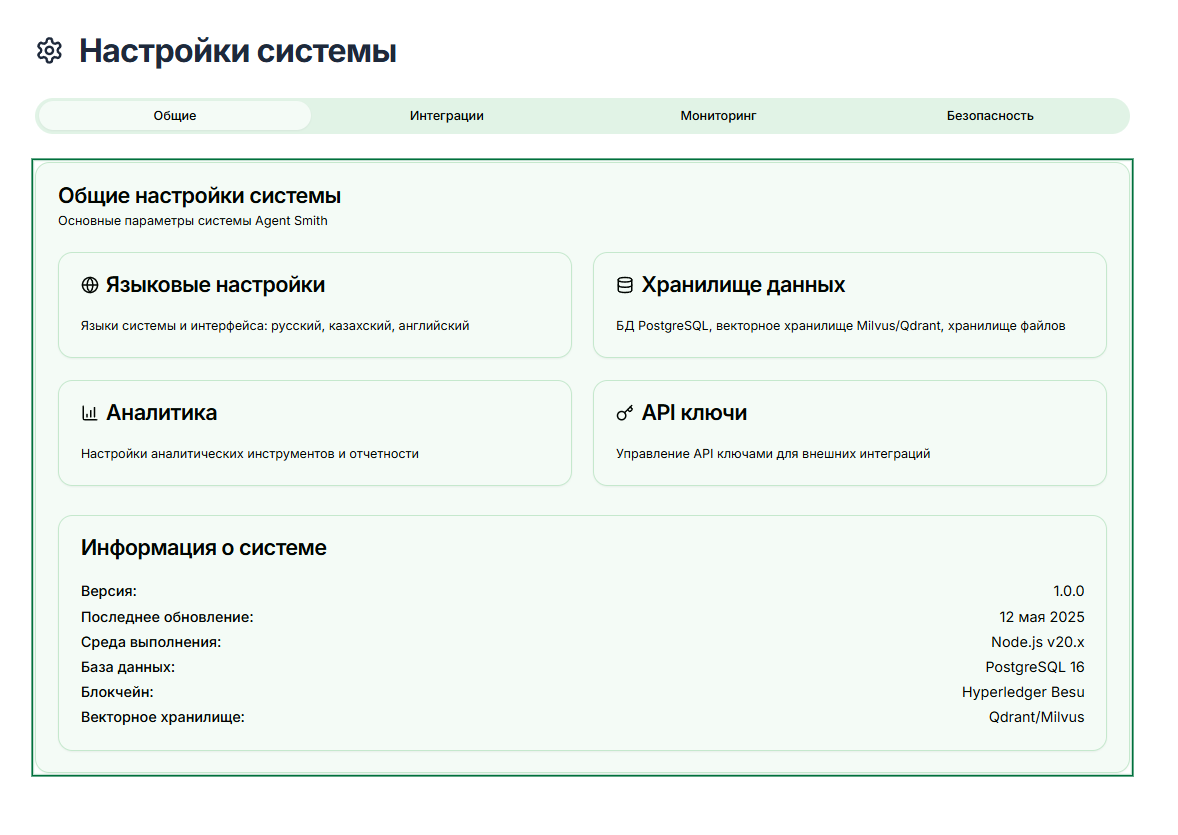 Настройки системы
Общие
Интеграции
Мониторинг
Безопасность
Общие настройки системы
Основные параметры системы Agent Smith
Языковые настройки
Языки системы и интерфейса: русский, казахский, английский
Хранилище данных
БД PostgreSQL, векторное хранилище Milvus/Qdrant, хранилище файлов
Аналитика
Настройки аналитических инструментов и отчетности
API ключи
Управление API ключами для внешних интеграций
Информация о системе
Версия: 1.0.0
Последнее обновление: 12 мая 2025
Среда выполнения: Node.js v20.x
База данных: PostgreSQL 16
Блокчейн: Hyperledger Besu
Векторное хранилище: Qdrant/Milvus